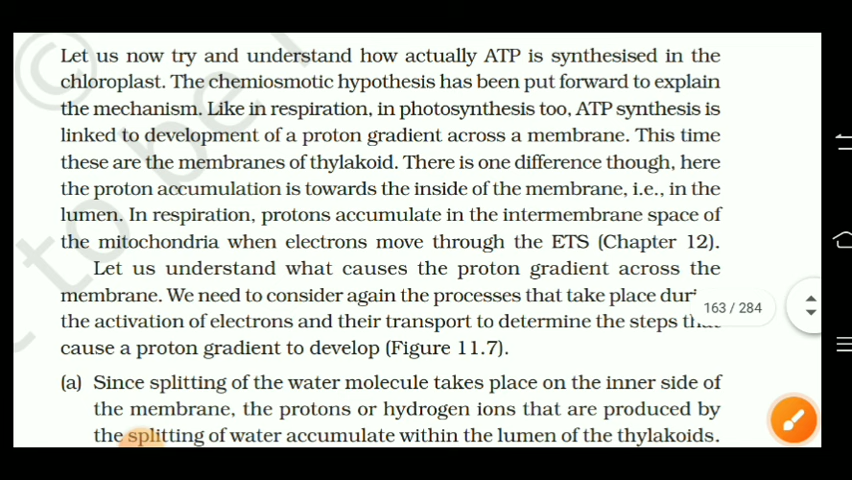 Let us now try and understand how actually ATP is synthesised in the
chloroplast. The chemiosmotic hypothesis has been put forward to explain
the mechanism. Like in respiration, in photosynthesis too, ATP synthesis is
linked to development of a proton gradient across a membrane. This time
these are the membranes of thylakoid. There is one difference though, here
the proton accumulation is towards the inside of the membrane, i.e., in the
lumen. In respiration, protons accumulate in the intermembrane space of
the mitochondria when electrons move through the ETS (Chapter 12).
Let us understand what causes the proton gradient across the
membrane. We need to consider again the processes that take place
163 / 284
the activation of electrons and their transport to determine the steps
cause a proton gradient to develop (Figure 11.7).
(a) Since splitting of the water molecule takes place on the inner side of
the membrane, the protons or hydrogen ions that are produced by
the splitting of water accumulate within the lumen of the thylakoids.
©
to be